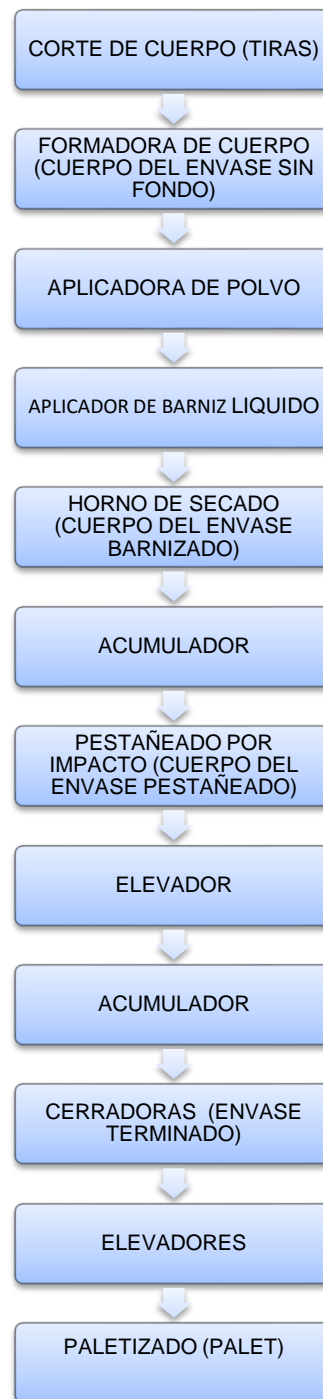 CORTE DE CUERPO (TIRAS)
FORMADORA DE CUERPO
(CUERPO DEL ENVASE SIN
FONDO)
APLICADORA DE POLVO
APLICADOR DE BARNIZ LIQUIDO
HORNO DE SECADO
(CUERPO DEL ENVASE
BARNIZADO)
ACUMULADOR
PESTAÑEADO POR
IMPACTO (CUERPO DEL
ENVASE PESTAÑEADO)
ELEVADOR
ACUMULADOR
CERRADORAS (ENVASE
TERMINADO)
ELEVADORES
PALETIZADO (PALET)